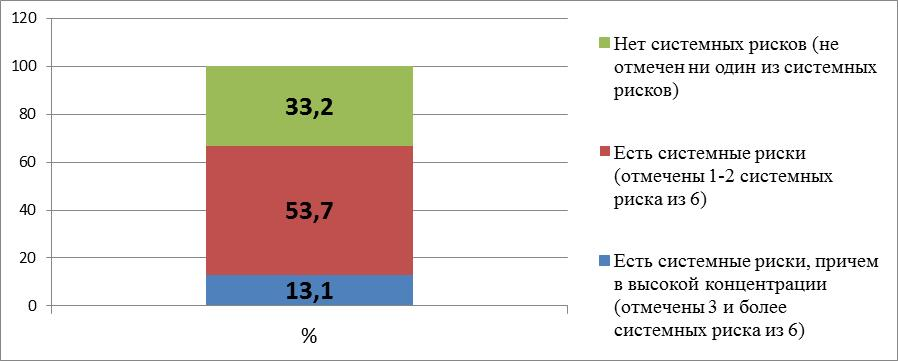 120
100
80
60
40
20
0
33,2
53,7
13,1
%
Нет системных рисков (не
отмечен ни один из системных
рисков)
Есть системные риски
(отмечены 1-2 системных
риска из 6)
Есть системные риски, причем
в высокой концентрации
(отмечены 3 и более
системных риска из 6)